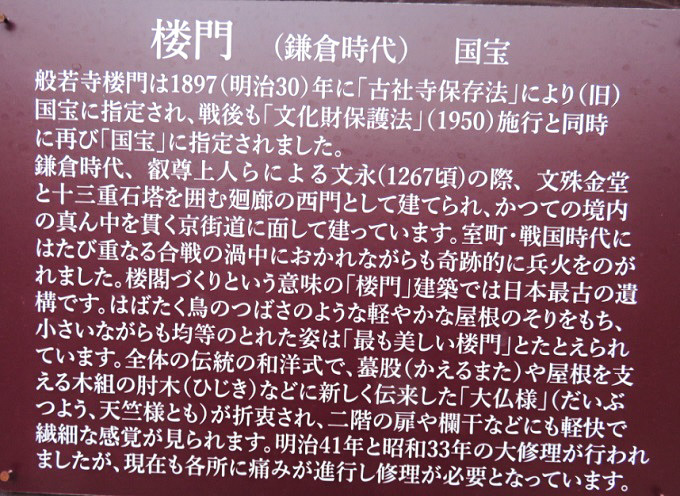 楼門 (鎌倉時代) 国宝
般若寺楼門は1897(明治30)年に「古社寺保存法」により(旧)
国宝に指定され、戦後も「文化財保護法」(1950)施行と同時
に再び「国宝」に指定されました。
鎌倉時代、叡尊上人らによる文永(1267頃)の際、文殊金堂
と十三重石塔を囲む廻廊の西門として建てられ、かつての境内
の真ん中を貫く京街道に面して建っています。室町・戦国時代に
はたび重なる合戦の渦中におかれながらも奇跡的に兵火をのが
れました。楼閣づくりという意味の「楼門」建築では日本最古の遺
構です。はばたく鳥のつばさのような軽やかな屋根のそりをもち、
小さいながらも均等のとれた姿は「最も美しい楼門」とたとえられ
ています。全体の伝統の和洋式で、蟇股(かえるまた)や屋根を支
える木組の肘木(ひじき)などに新しく伝来した「大仏様」(だいぶ
つよう、天竺様とも)が折衷され、二階の扉や欄干などにも軽快で
繊細な感覚が見られます。明治41年と昭和33年の大修理が行われ
ましたが、現在も各所に痛みが進行し修理が必要となっています。